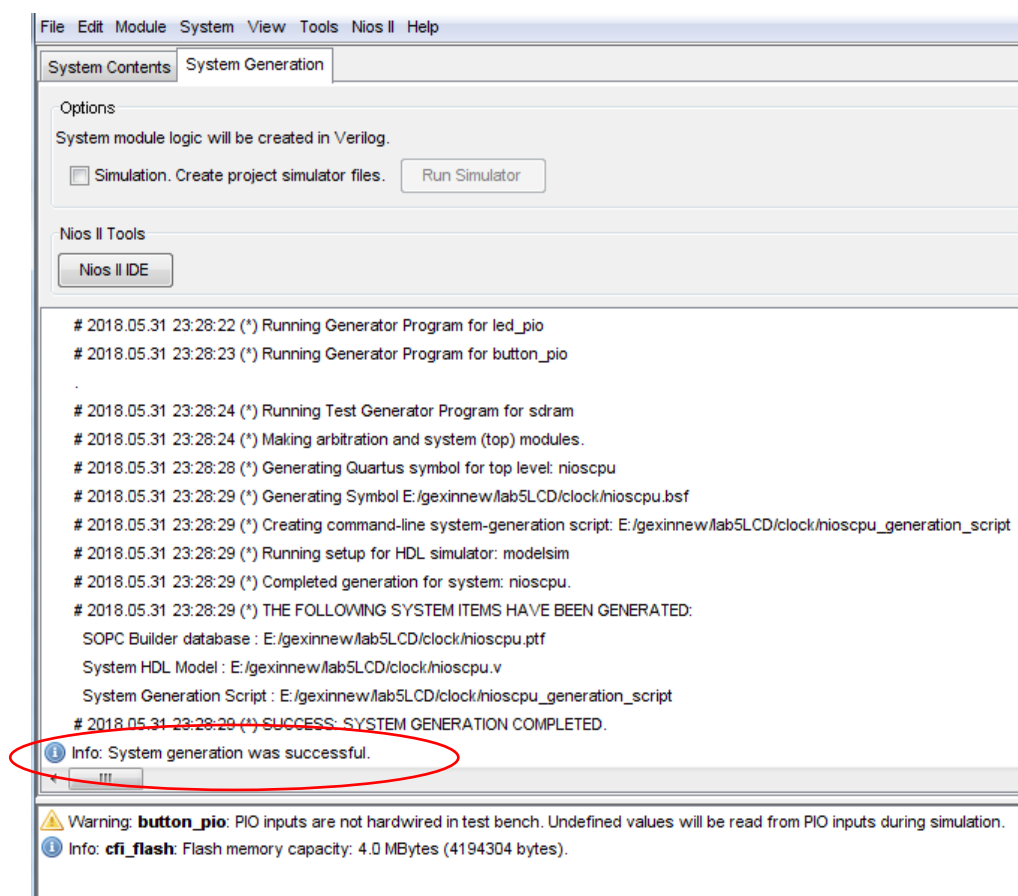 File Edit Module System View Tools Nios II Help
System Contents System Generation
Options
System module logic will be created in Verilog.
Simulation. Create project simulator files. Run Simulator
Nios II Tools
Nios II IDE
# 2018.05.31 23:28:22 (*) Running Generator Program for led_pio
# 2018.05.31 23:28:23 (*) Running Generator Program for button_pio
.
# 2018.05.31 23:28:24 (*) Running Test Generator Program for sdram
# 2018.05.31 23:28:24 (*) Making arbitration and system (top) modules.
# 2018.05.31 23:28:28 (*) Generating Quartus symbol for top level: nioscpu
# 2018.05.31 23:28:29 (*) Generating Symbol E:/gexinnew/lab5LCD/clock/nioscpu.bsf
# 2018.05.31 23:28:29 (*) Creating command-line system-generation script: E:/gexinnew/lab5LCD/clock/nioscpu_generation_script
# 2018.05.31 23:28:29 (*) Running setup for HDL simulator: modelsim
# 2018.05.31 23:28:29 (*) Completed generation for system: nioscpu.
# 2018.05.31 23:28:29 (*) THE FOLLOWING SYSTEM ITEMS HAVE BEEN GENERATED:
SOPC Builder database : E:/gexinnew/lab5LCD/clock/nioscpu.ptf
System HDL Model : E:/gexinnew/lab5LCD/clock/nioscpu.v
System Generation Script : E:/gexinnew/lab5LCD/clock/nioscpu_generation_script
# 2018.05.31 23:28:29 (*) SUCCESS: SYSTEM GENERATION COMPLETED.
Info: System generation was successful.
Warning: button_pio: PIO inputs are not hardwired in test bench. Undefined values will be read from PIO inputs during simulation.
Info: cfi_flash: Flash memory capacity: 4.0 MBytes (4194304 bytes).